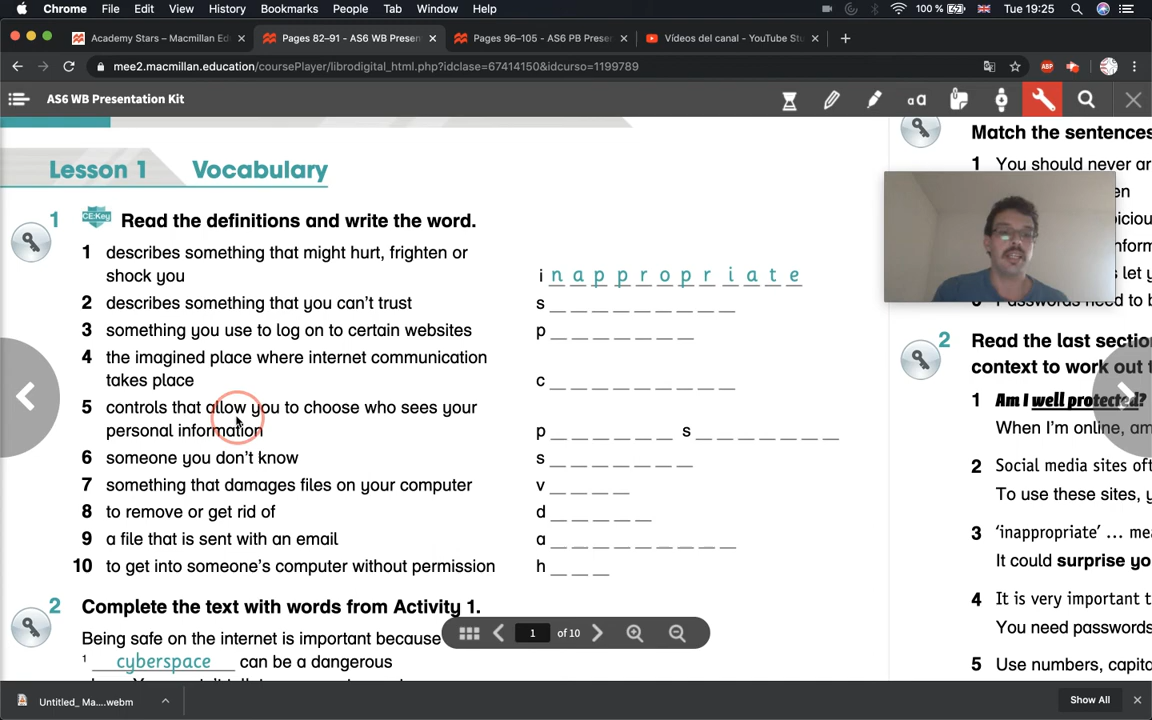 Chrome File Edit View History Bookmarks People Tab Window Help 100% Tue 19:25
Academy Stars – Macmillan Ed × Pages 82–91 - AS6 WB Presen × Pages 96–105 - AS6 PB Prese × Vídeos del canal - YouTube St × +
mee2.macmillan.education/coursePlayer/librodigital_html.php?idclase=67414150&idcurso=1199789 ABP
AS6 WB Presentation Kit aA
Lesson 1 Vocabulary
1 CE:Key Read the definitions and write the word.
1 describes something that might hurt, frighten or
shock you i n a p p r o p r i a t e
2 describes something that you can't trust s _ _ _ _ _ _ _ _ _
3 something you use to log on to certain websites p _ _ _ _ _ _ _
4 the imagined place where internet communication
takes place c _ _ _ _ _ _ _ _ _
5 controls that allow you to choose who sees your
personal information p _ _ _ _ _ _ s _ _ _ _ _ _ _
6 someone you don't know s _ _ _ _ _ _ _
7 something that damages files on your computer v _ _ _ _
8 to remove or get rid of d _ _ _ _ _
9 a file that is sent with an email a _ _ _ _ _ _ _ _ _
10 to get into someone's computer without permission h _ _ _
2 Complete the text with words from Activity 1.
Being safe on the internet is important because
1 cyberspace can be a dangerous
1 of 10
Match the sentences
1 You should never
2 Read the last
context to work out
1 Am I well protected?
When I'm online,
2 Social media sites
To use these sites,
3 'inappropriate' …
It could surprise
4 It is very important
You need passwords
5 Use numbers,
Untitled_ Ma....webm Show All